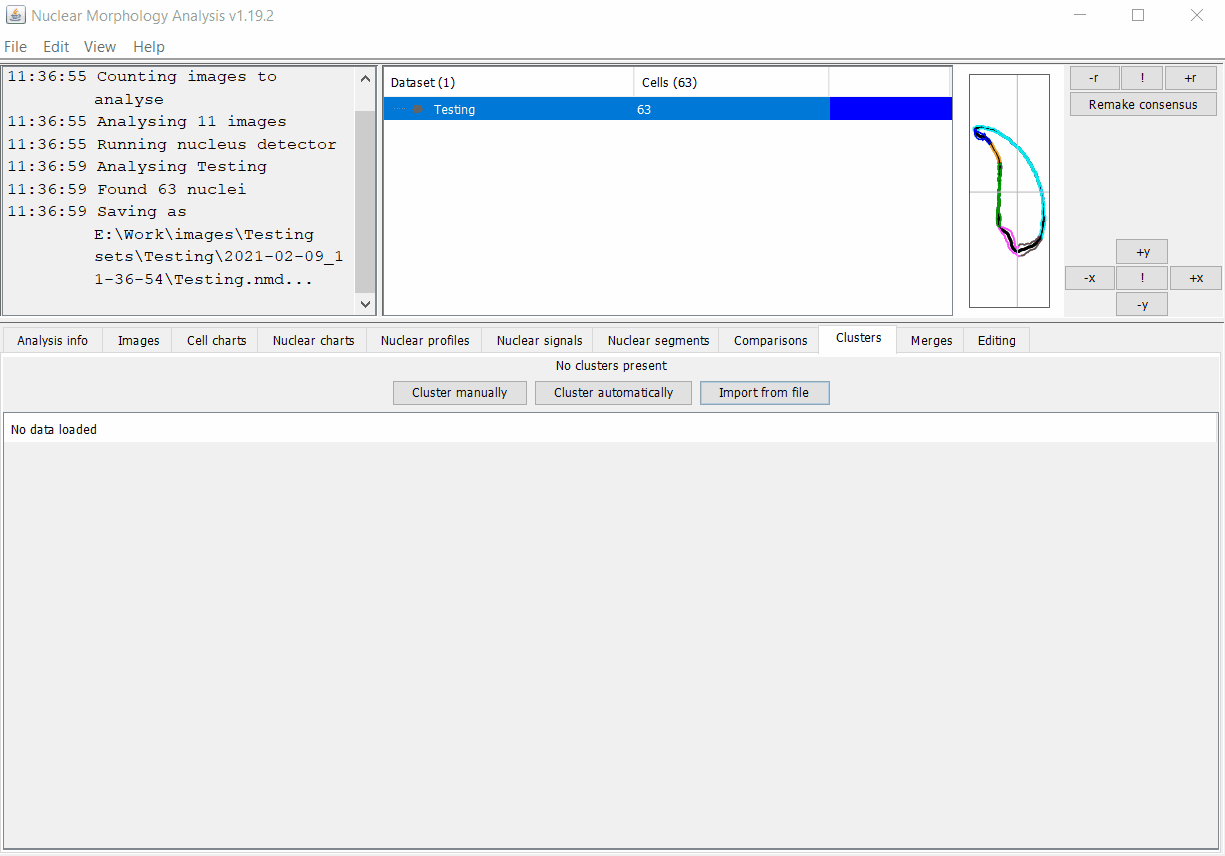 Nuclear Morphology Analysis v1.19.2
File Edit View Help
11:36:55 Counting images to
analyse
11:36:55 Analysing 11 images
11:36:55 Running nucleus detector
11:36:59 Analysing Testing
11:36:59 Found 63 nuclei
11:36:59 Saving as
E:\Work\images\Testing
sets\Testing\2021-02-09_1
1-36-54\Testing.nmd...
Dataset (1) Cells (63)
Testing 63
-r ! +r
Remake consensus
+y
-x ! +x
-y
Analysis info Images Cell charts Nuclear charts Nuclear profiles Nuclear signals Nuclear segments Comparisons Clusters Merges Editing
No clusters present
Cluster manually Cluster automatically Import from file
No data loaded